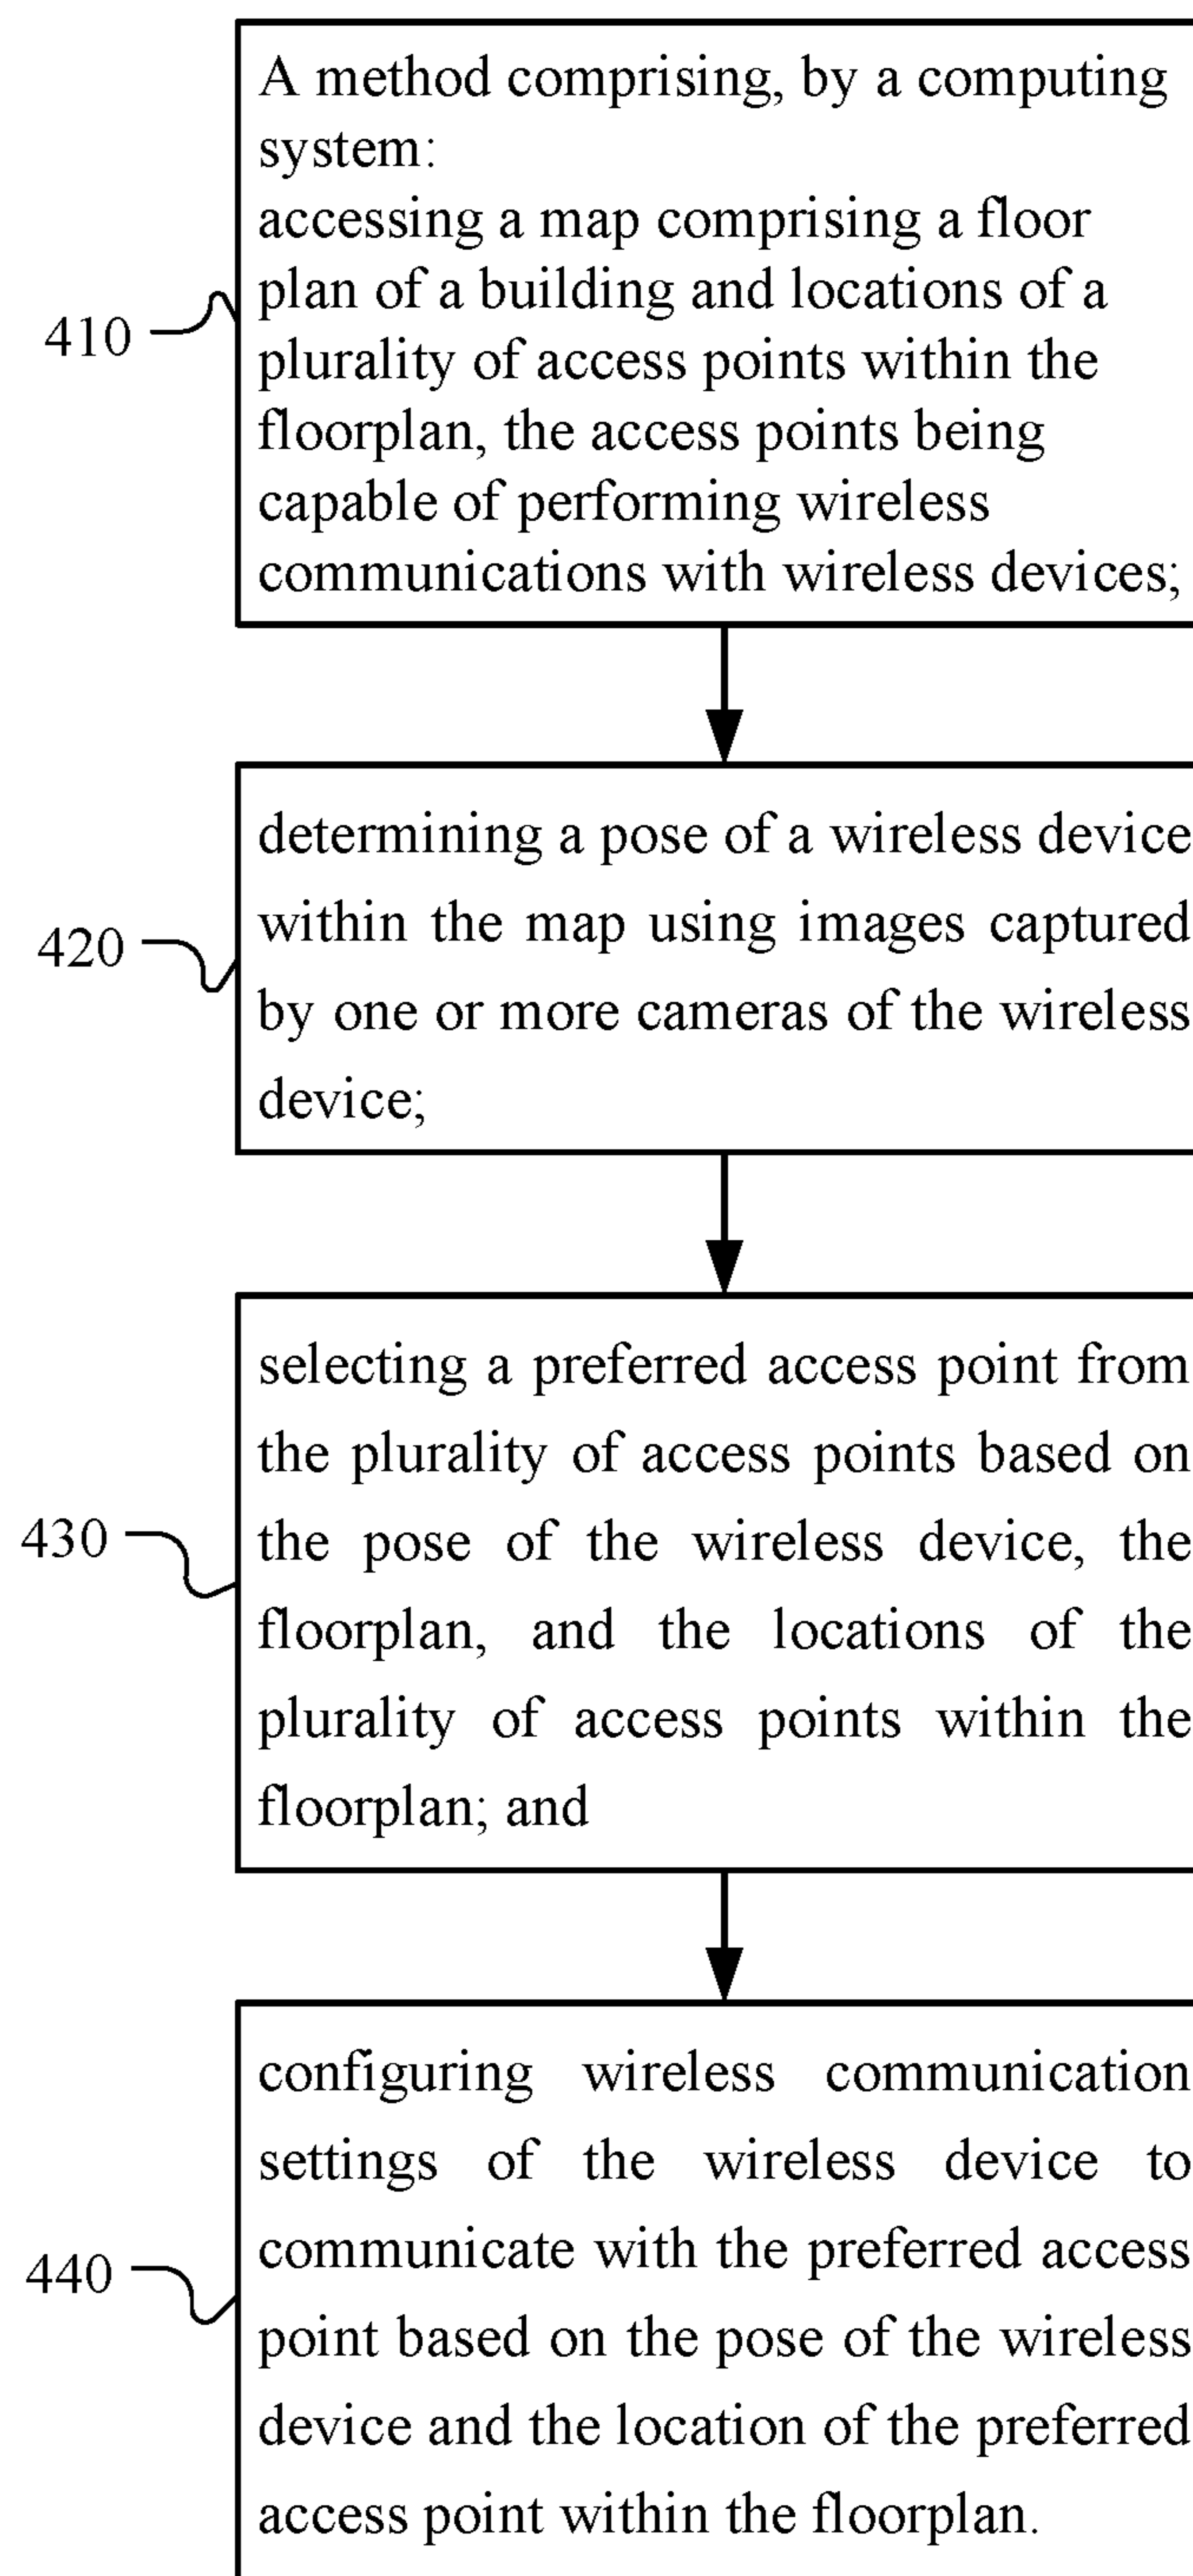 A method comprising, by a computing
system:
accessing a map comprising a floor
plan of a building and locations of a
410
plurality of access points within the
floorplan, the access points being
capable of performing wireless
communications with wireless devices;
determining a pose of a wireless device
within the map using images captured
420
by one or more cameras of the wireless
device;
selecting a preferred access point from
the plurality of access points based on
430
the pose of the wireless device, the
floorplan, and the locations of the
plurality of access points within the
floorplan; and
configuring wireless communication
settings of the wireless device to
communicate with the preferred access
440
point based on the pose of the wireless
device and the location of the preferred
access point within the floorplan.